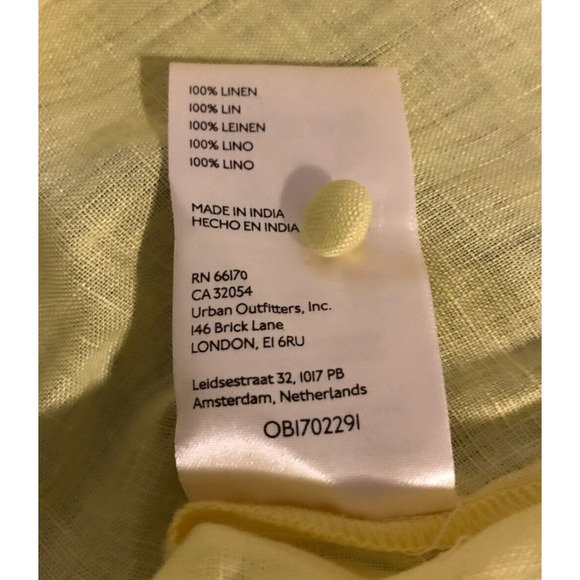 100% LINEN
100% LIN
100% LEINEN
100% LINO
100% LINO
MADE IN INDIA
HECHO EN INDIA
RN 66170
CA 32054
Urban Outfitters, Inc.
146 Brick Lane
LONDON, E1 6RU
Leidsestraat 32, 1017 PB
Amsterdam, Netherlands
OB1702291